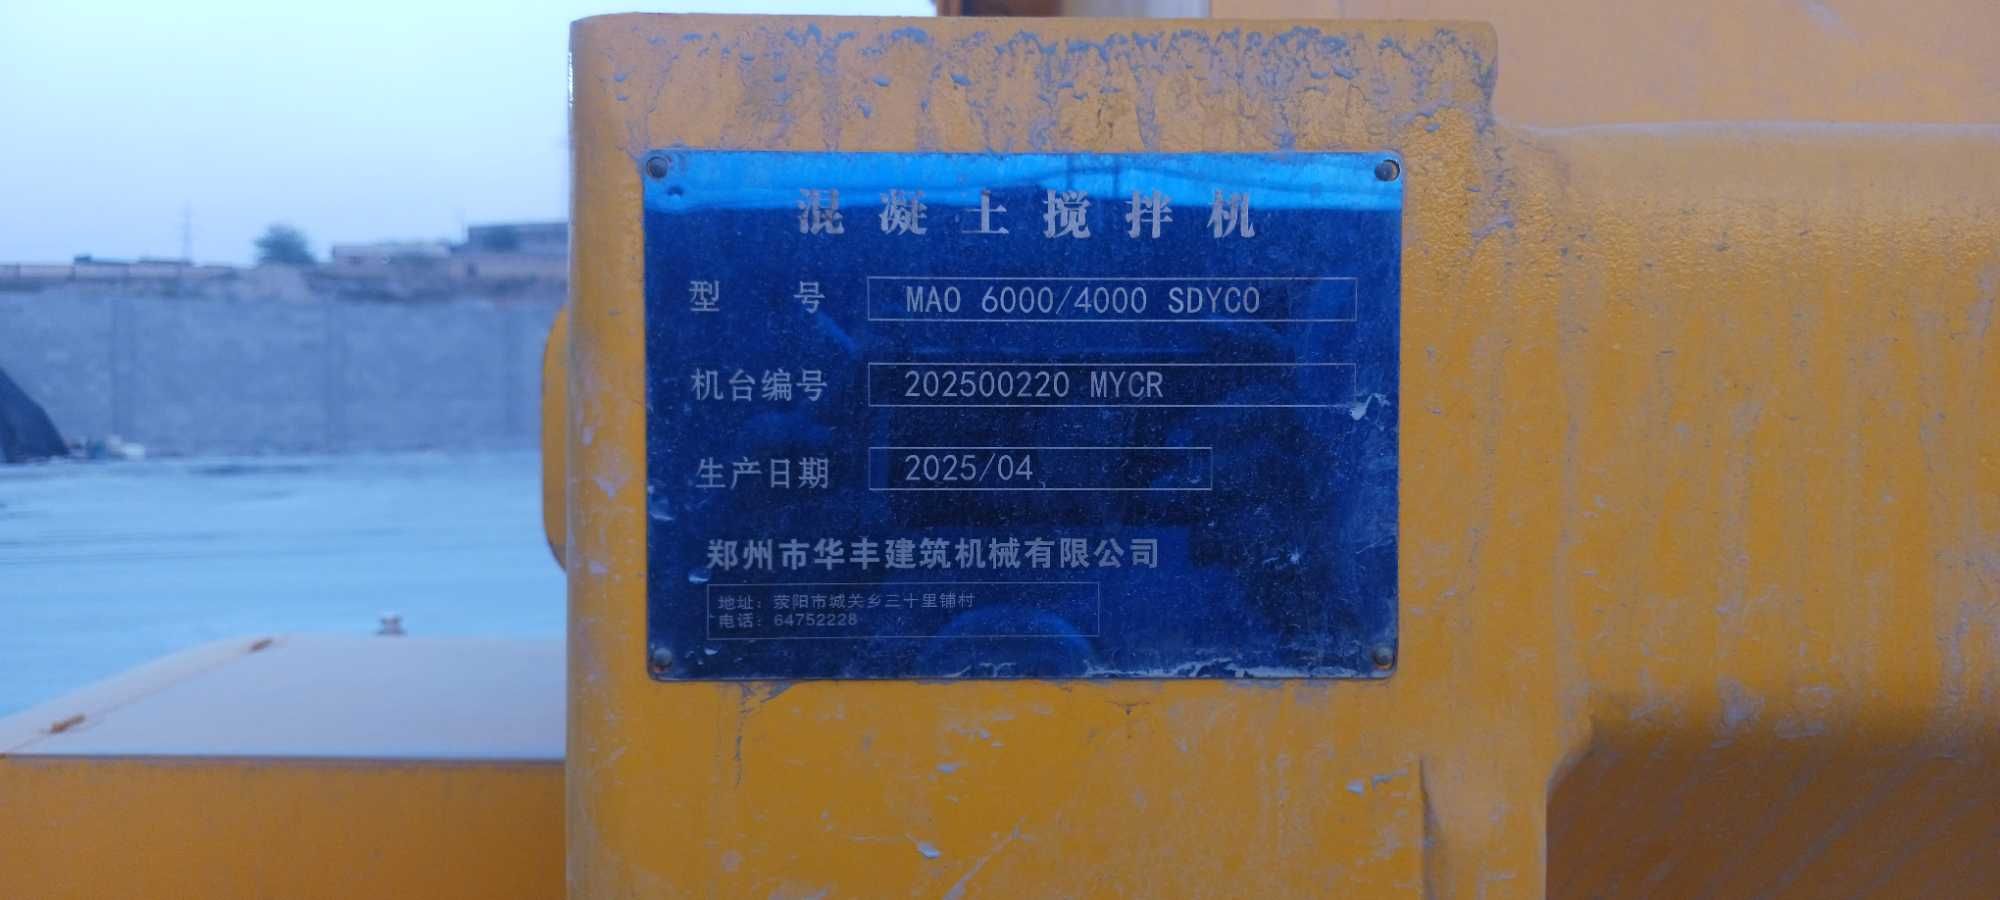 混凝土搅拌机
型号 MAO 6000/4000 SDYCO
机台编号 202500220 MYCR
生产日期 2025/04
郑州市华丰建筑机械有限公司
地址：荥阳市城关乡三十里铺村
电话：64752228